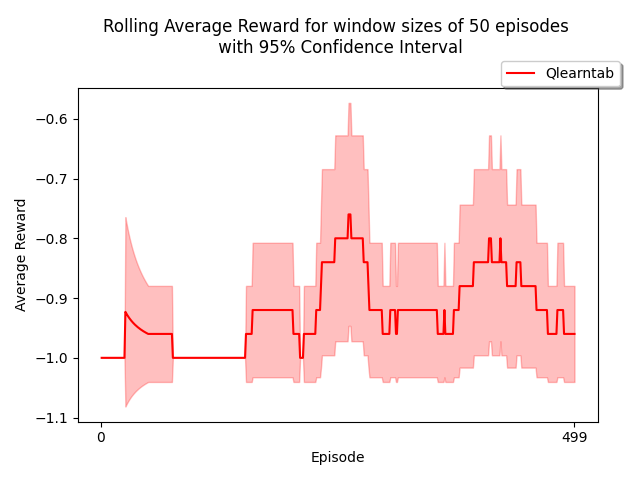 Rolling Average Reward for window sizes of 50 episodes
with 95% Confidence Interval
Qlearntab
−0.6
−0.7
−0.8
−0.9
−1.0
−1.1
Average Reward
0
499
Episode